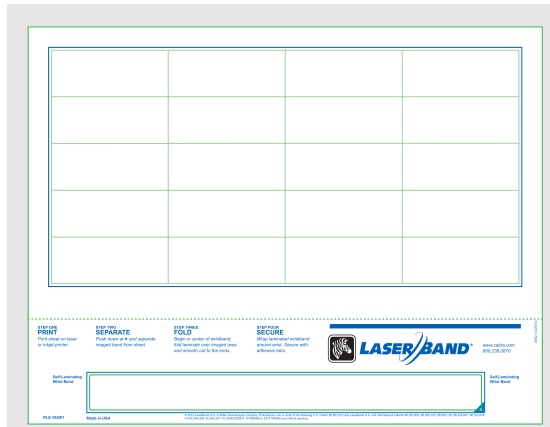 STEP ONE
PRINT
Print sheet on laser
or inkjet printer.
STEP TWO
SEPARATE
Push down at # and separate
imaged band from sheet.
STEP THREE
FOLD
Begin in center of wristband,
fold laminate over imaged area
and smooth out to the ends.
STEP FOUR
SECURE
Wrap laminated wristband
around wrist. Secure with
adhesive tabs.
LASER BAND®
www.zebra.com
800.238.0870
Self-Laminating
Wrist Band
Self-Laminating
Wrist Band
Made in USA